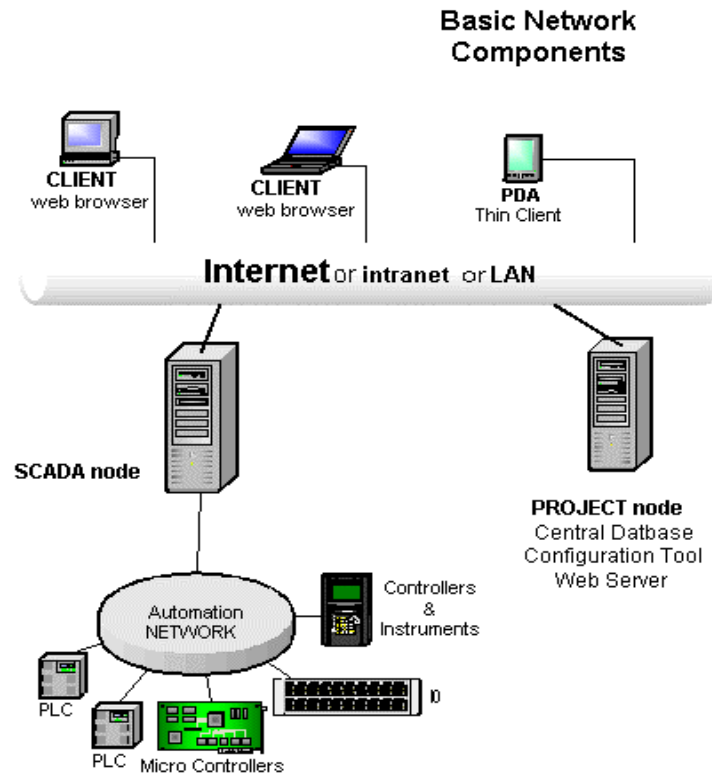 Basic Network
Components
CLIENT
web browser
CLIENT
web browser
PDA
Thin Client
Internet or intranet or LAN
SCADA node
PROJECT node
Central Datbase
Configuration Tool
Web Server
Automation
NETWORK
Controllers
&
Instruments
PLC
PLC
Micro Controllers
IO